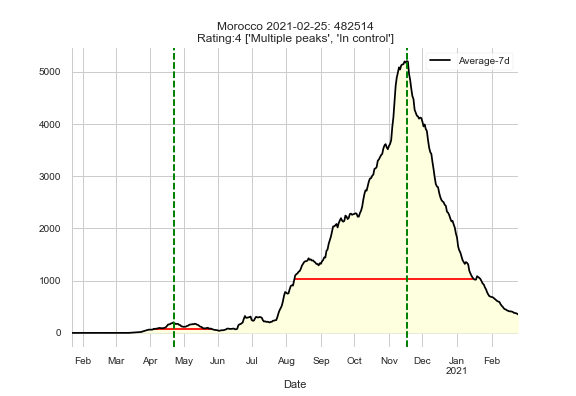 Morocco 2021-02-25: 482514
Rating:4 ['Multiple peaks', 'In control']
Average-7d
5000
4000
3000
2000
1000
0
Feb Mar Apr May Jun Jul Aug Sep Oct Nov Dec Jan Feb
2021
Date